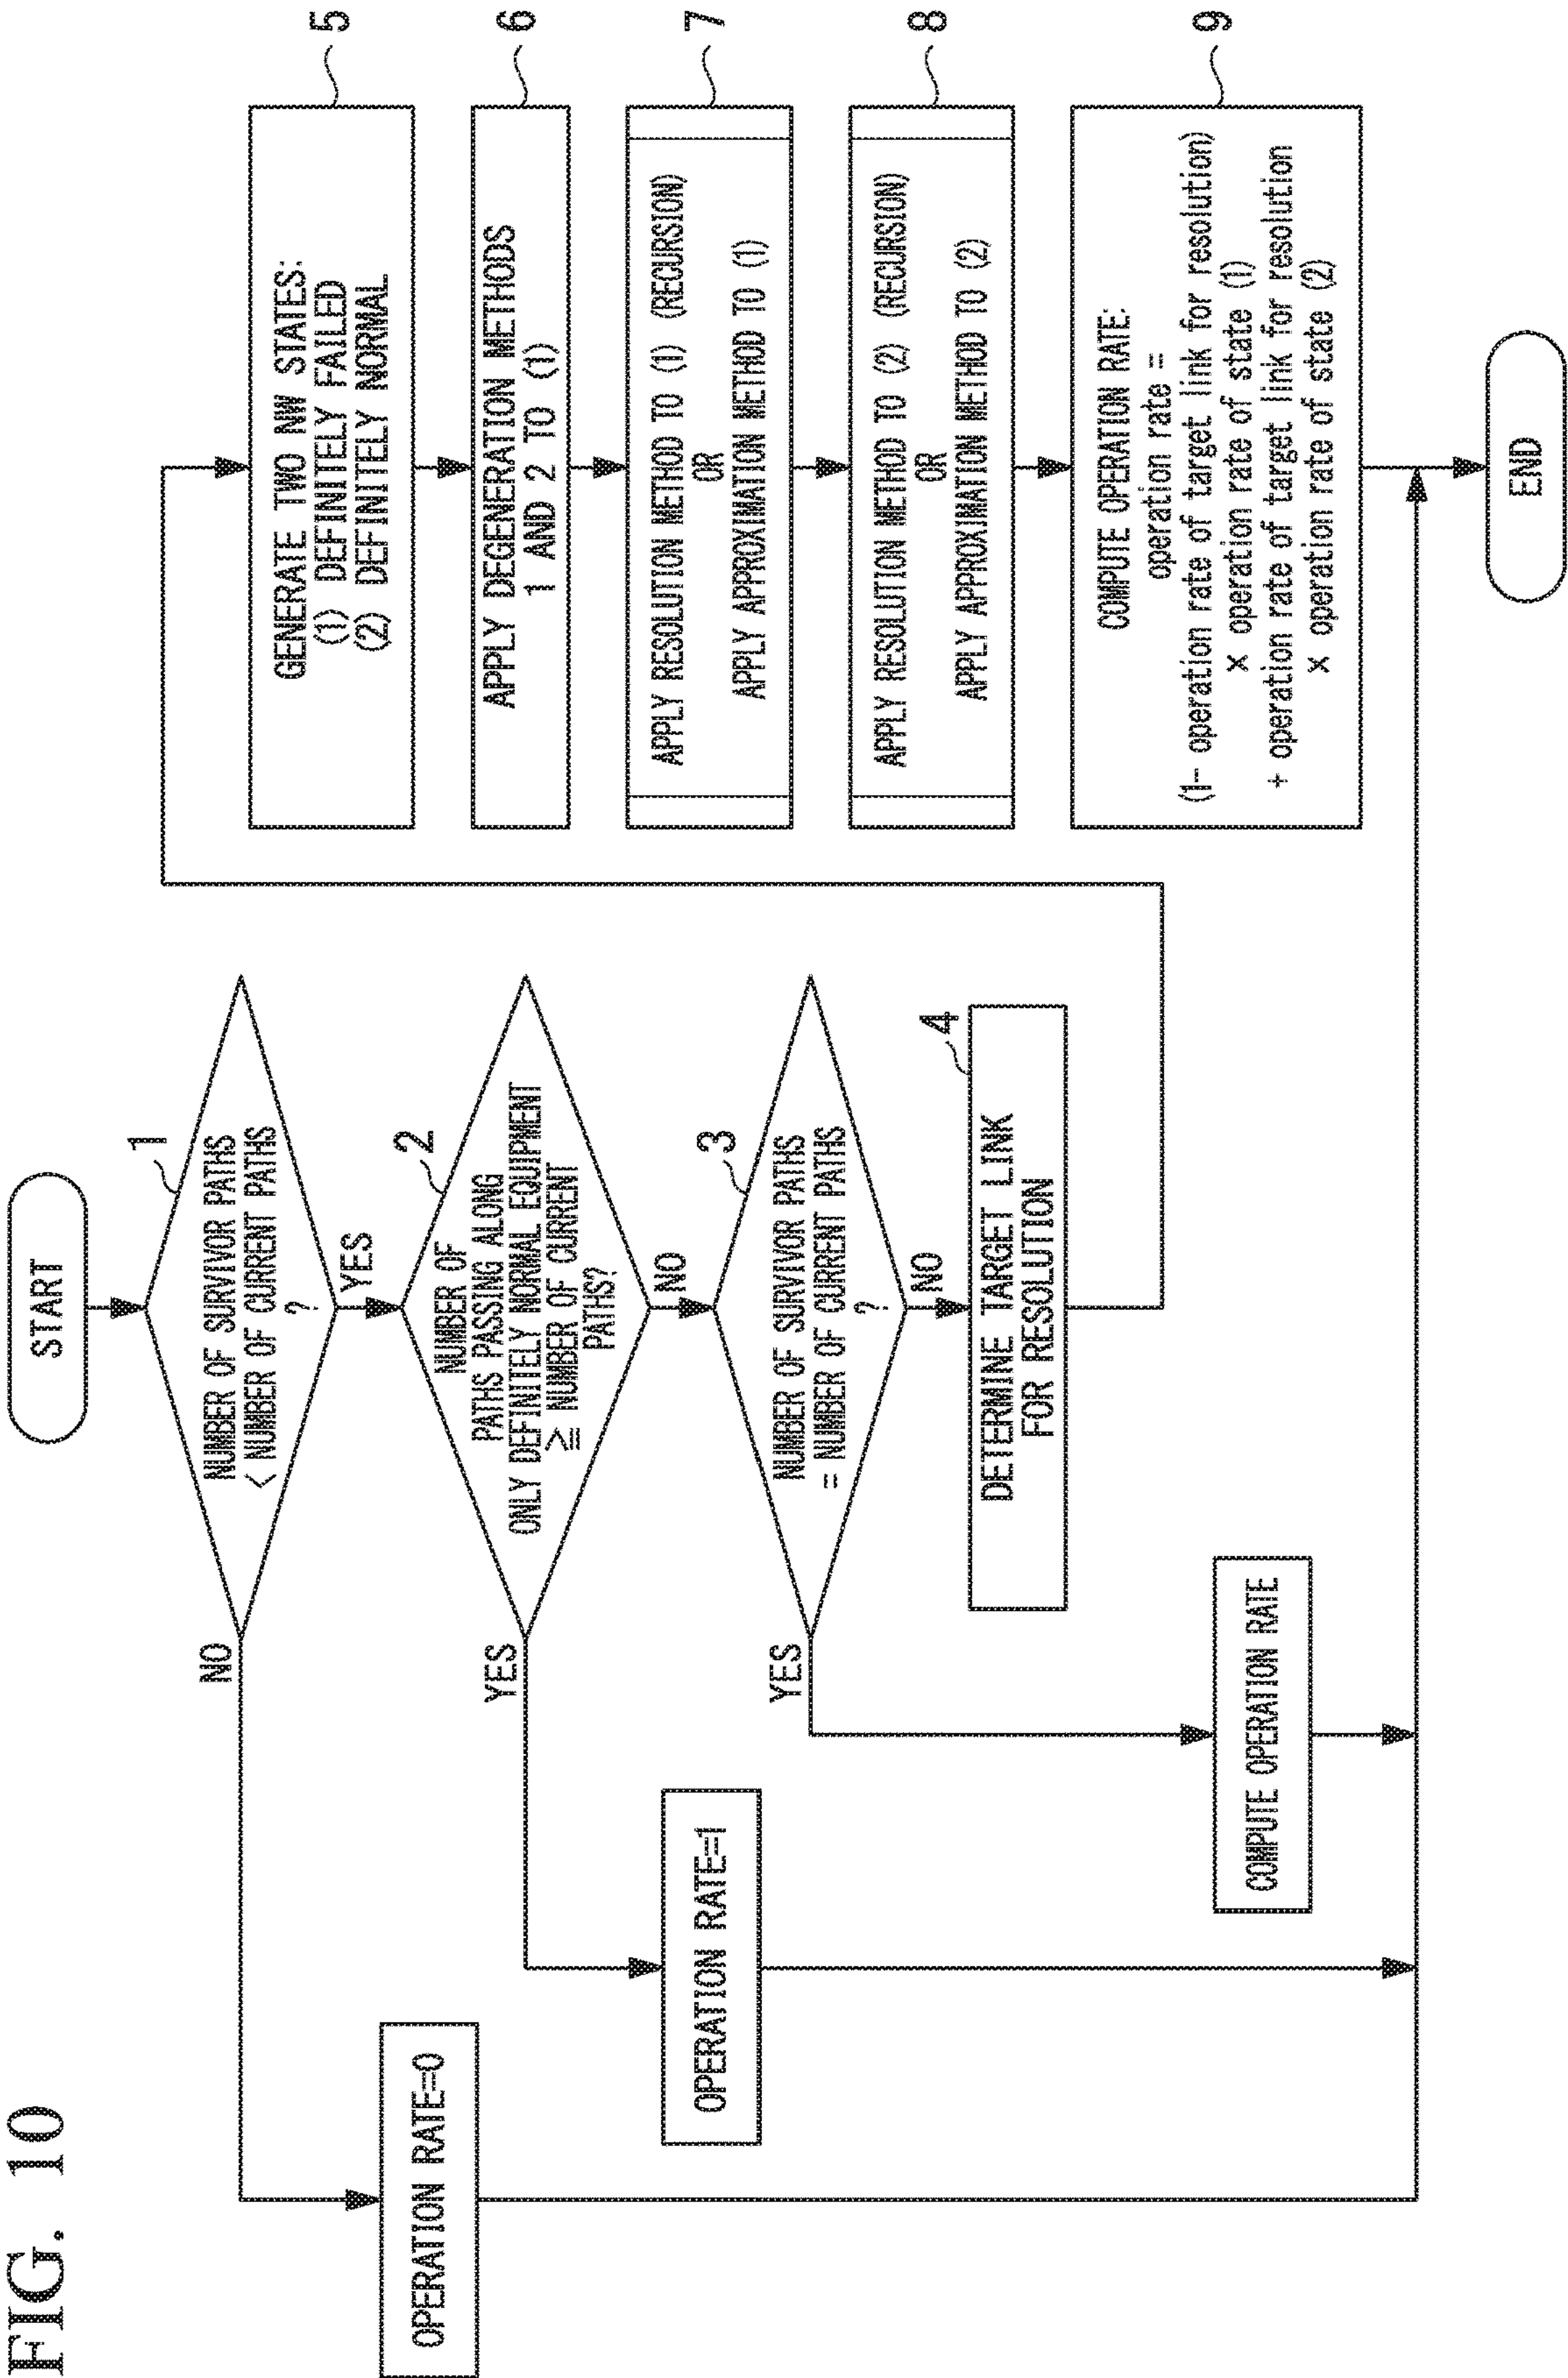 FIG. 10
START
1
NUMBER OF SURVIVOR PATHS
< NUMBER OF CURRENT PATHS
?
NO
YES
OPERATION RATE=0
2
NUMBER OF
PATHS PASSING ALONG
ONLY DEFINITELY NORMAL EQUIPMENT
≧ NUMBER OF CURRENT
PATHS?
YES
NO
OPERATION RATE=1
3
NUMBER OF SURVIVOR PATHS
= NUMBER OF CURRENT PATHS
?
YES
NO
COMPUTE OPERATION RATE
4
DETERMINE TARGET LINK
FOR RESOLUTION
5
GENERATE TWO NW STATES:
(1) DEFINITELY FAILED
(2) DEFINITELY NORMAL
6
APPLY DEGENERATION METHODS
1 AND 2 TO (1)
7
APPLY RESOLUTION METHOD TO (1) (RECURSION)
OR
APPLY APPROXIMATION METHOD TO (1)
8
APPLY RESOLUTION METHOD TO (2) (RECURSION)
OR
APPLY APPROXIMATION METHOD TO (2)
9
COMPUTE OPERATION RATE:
operation rate =
(1- operation rate of target link for resolution)
× operation rate of state (1)
+ operation rate of target link for resolution
× operation rate of state (2)
END